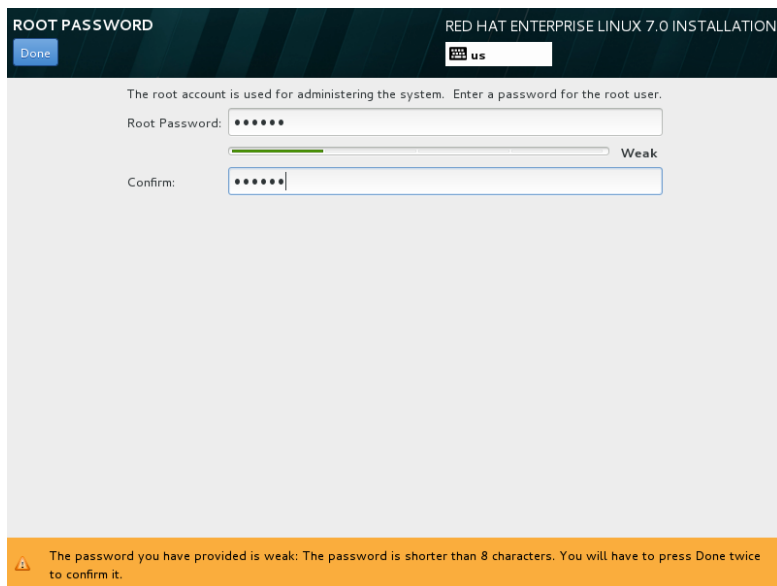 ROOT PASSWORD
RED HAT ENTERPRISE LINUX 7.0 INSTALLATION
Done
us
The root account is used for administering the system. Enter a password for the root user.
Root Password: ••••••
Weak
Confirm: ••••••
The password you have provided is weak: The password is shorter than 8 characters. You will have to press Done twice
to confirm it.